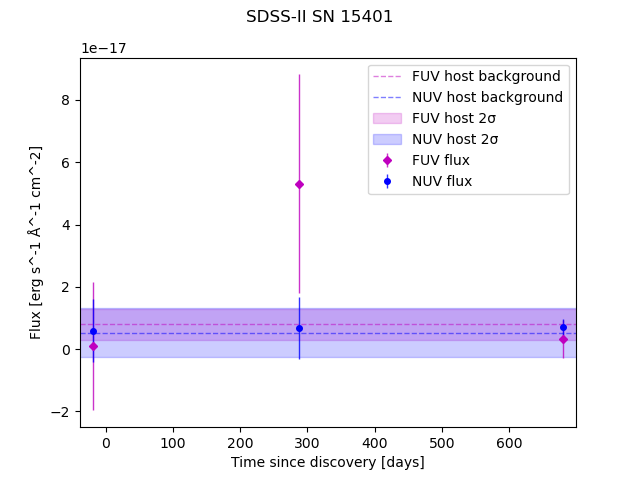 SDSS-II SN 15401
1e−17
FUV host background
NUV host background
FUV host 2σ
NUV host 2σ
FUV flux
NUV flux
8
6
4
2
0
−2
Flux [erg s^-1 Å^-1 cm^-2]
0 100 200 300 400 500 600
Time since discovery [days]